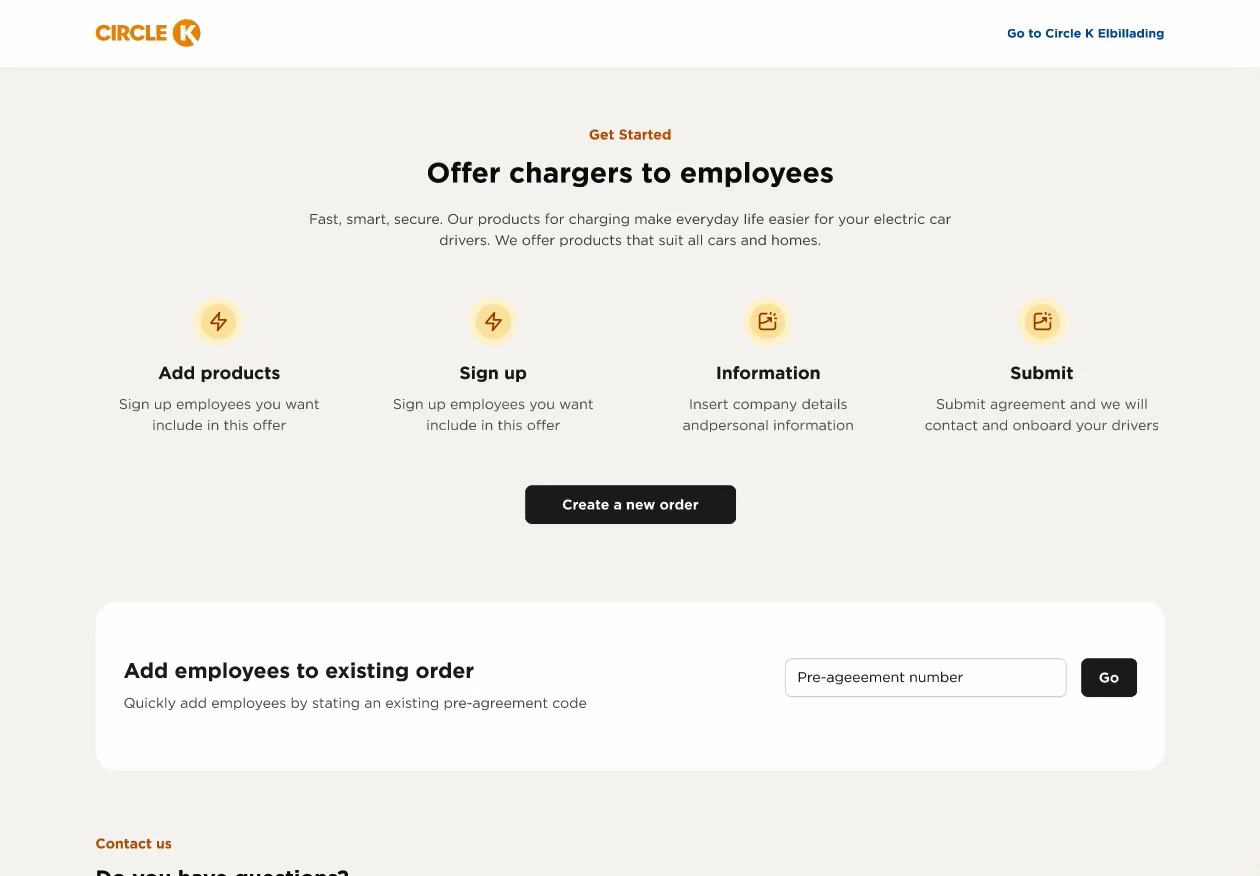 CIRCLE K
Go to Circle K Elbillading
Get Started
Offer chargers to employees
Fast, smart, secure. Our products for charging make everyday life easier for your electric car
drivers. We offer products that suit all cars and homes.
Add products
Sign up employees you want
include in this offer
Sign up
Sign up employees you want
include in this offer
Information
Insert company details
andpersonal information
Submit
Submit agreement and we will
contact and onboard your drivers
Create a new order
Add employees to existing order
Quickly add employees by stating an existing pre-agreement code
Pre-ageeement number
Go
Contact us
Do you have questions?